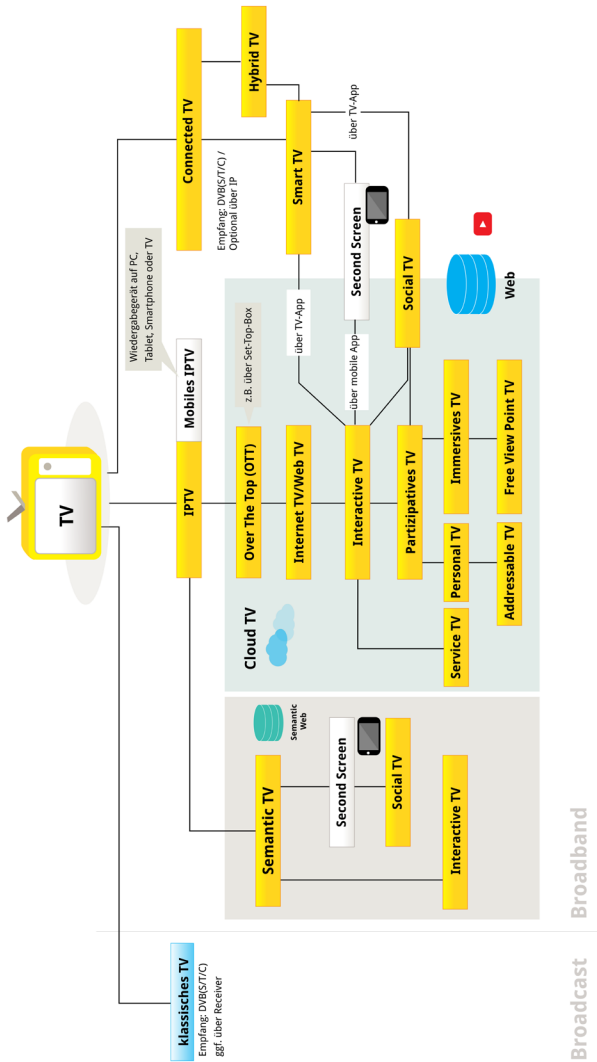 TV
klassisches TV
Empfang: DVB(S/T/C)
ggf. über Receiver
IPTV
Mobiles IPTV
Wiedergabegerät auf PC,
Tablet, Smartphone oder TV
Connected TV
Empfang: DVB(S/T/C) /
Optional über IP
Hybrid TV
Smart TV
über TV-App
über TV-App
Second Screen
über mobile App
Social TV
Web
Cloud TV
Over The Top (OTT)
z.B. über Set-Top-Box
Internet TV/Web TV
Interactive TV
Partizipatives TV
Service TV
Personal TV
Immersives TV
Addressable TV
Free View Point TV
Semantic TV
Semantic
Web
Second Screen
Social TV
Interactive TV
Broadcast
Broadband